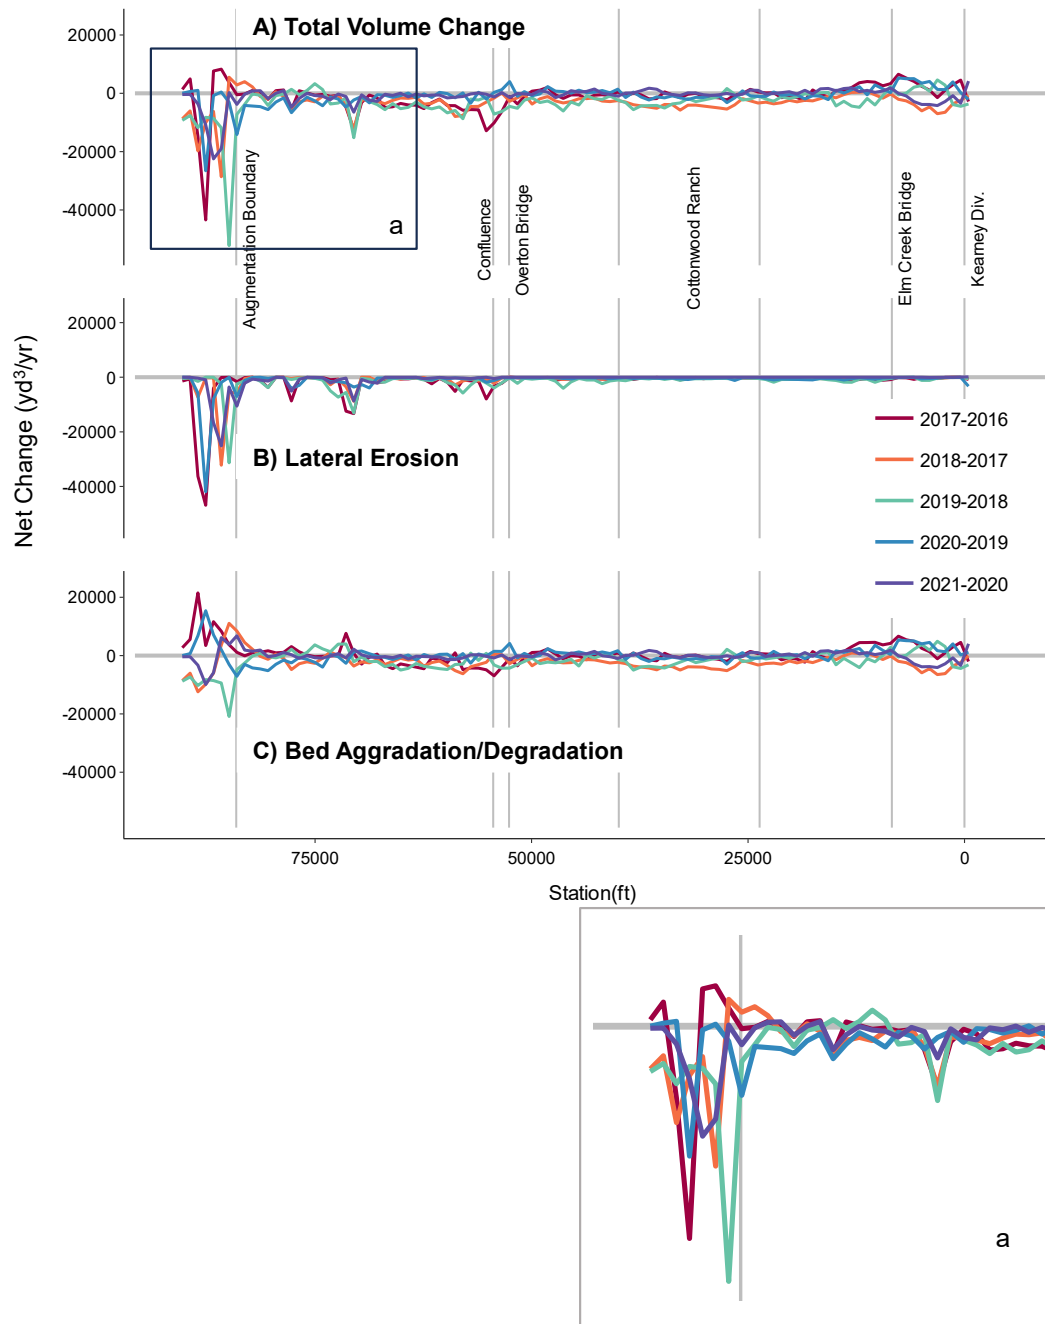 A) Total Volume Change
20000
0
-20000
-40000
a
Augmentation Boundary
Confluence
Overton Bridge
Cottonwood Ranch
Elm Creek Bridge
Kearney Div.
Net Change (yd³/yr)
20000
0
-20000
-40000
B) Lateral Erosion
2017-2016
2018-2017
2019-2018
2020-2019
2021-2020
20000
0
-20000
-40000
C) Bed Aggradation/Degradation
75000 50000 25000 0
Station(ft)
a